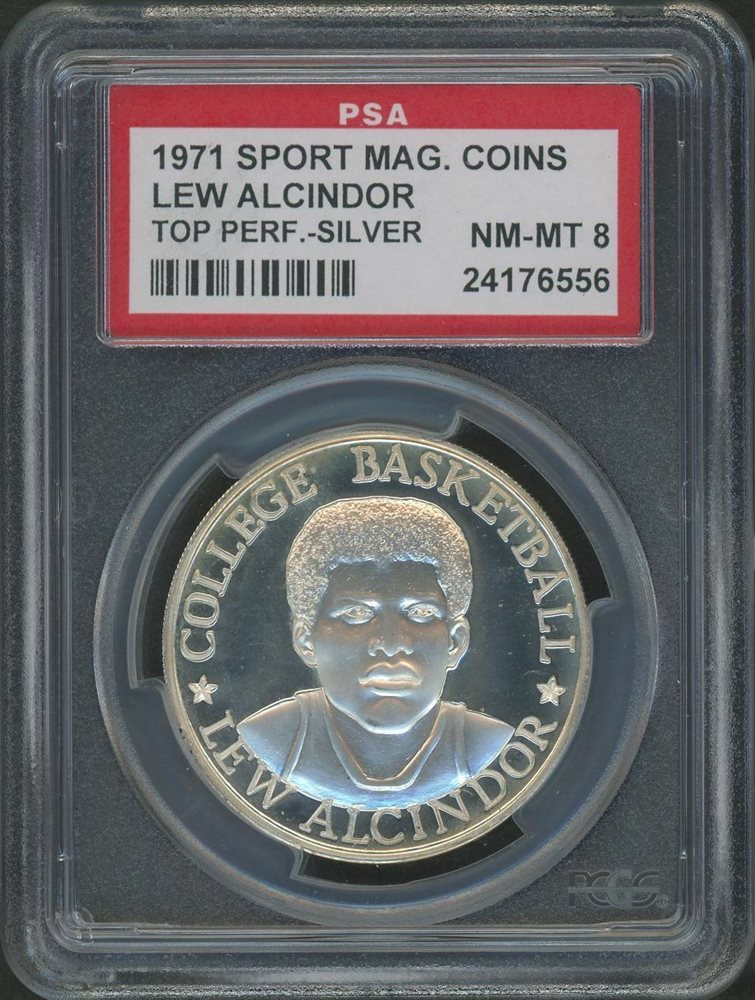 PSA
1971 SPORT MAG. COINS
LEW ALCINDOR
TOP PERF.-SILVER NM-MT 8
24176556
COLLEGE BASKETBALL
LEW ALCINDOR
PCGS